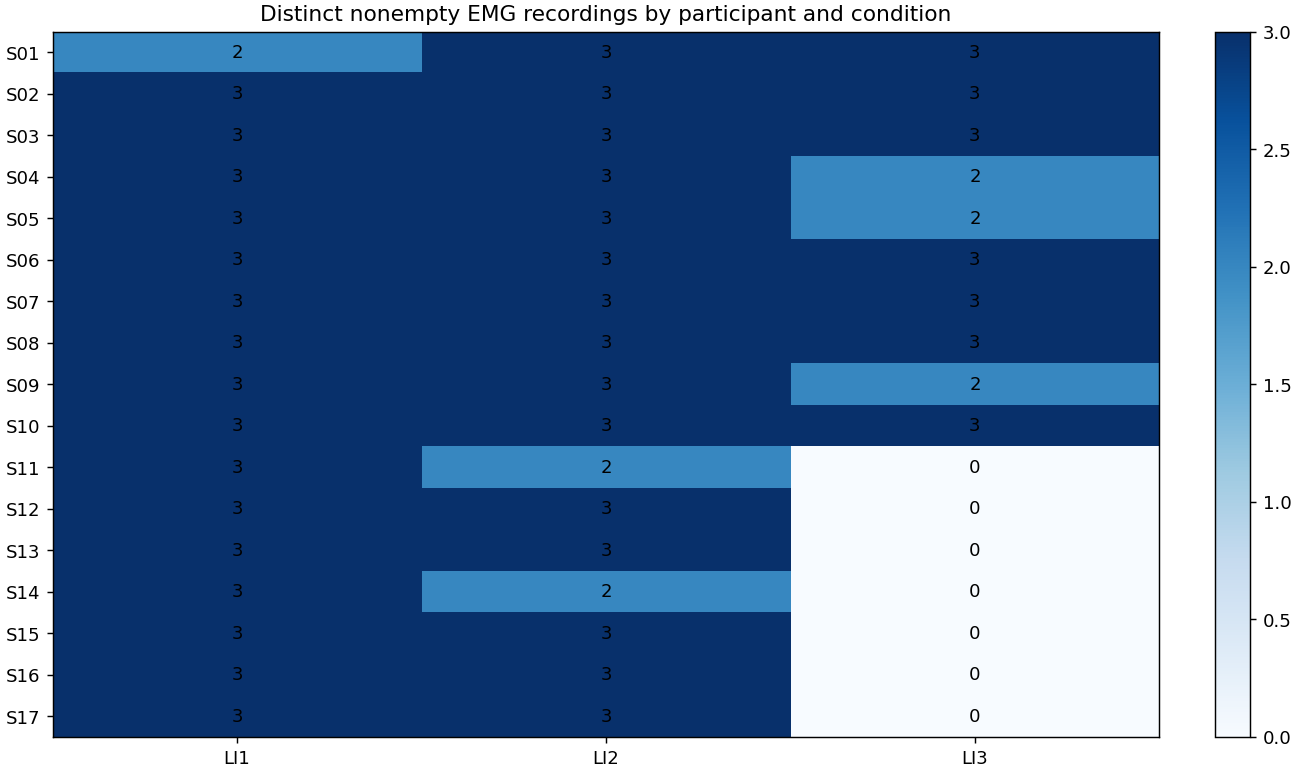 Distinct nonempty EMG recordings by participant and condition
S01 2 3 3
S02 3 3 3
S03 3 3 3
S04 3 3 2
S05 3 3 2
S06 3 3 3
S07 3 3 3
S08 3 3 3
S09 3 3 2
S10 3 3 3
S11 3 2 0
S12 3 3 0
S13 3 3 0
S14 3 2 0
S15 3 3 0
S16 3 3 0
S17 3 3 0
LI1 LI2 LI3
3.0
2.5
2.0
1.5
1.0
0.5
0.0